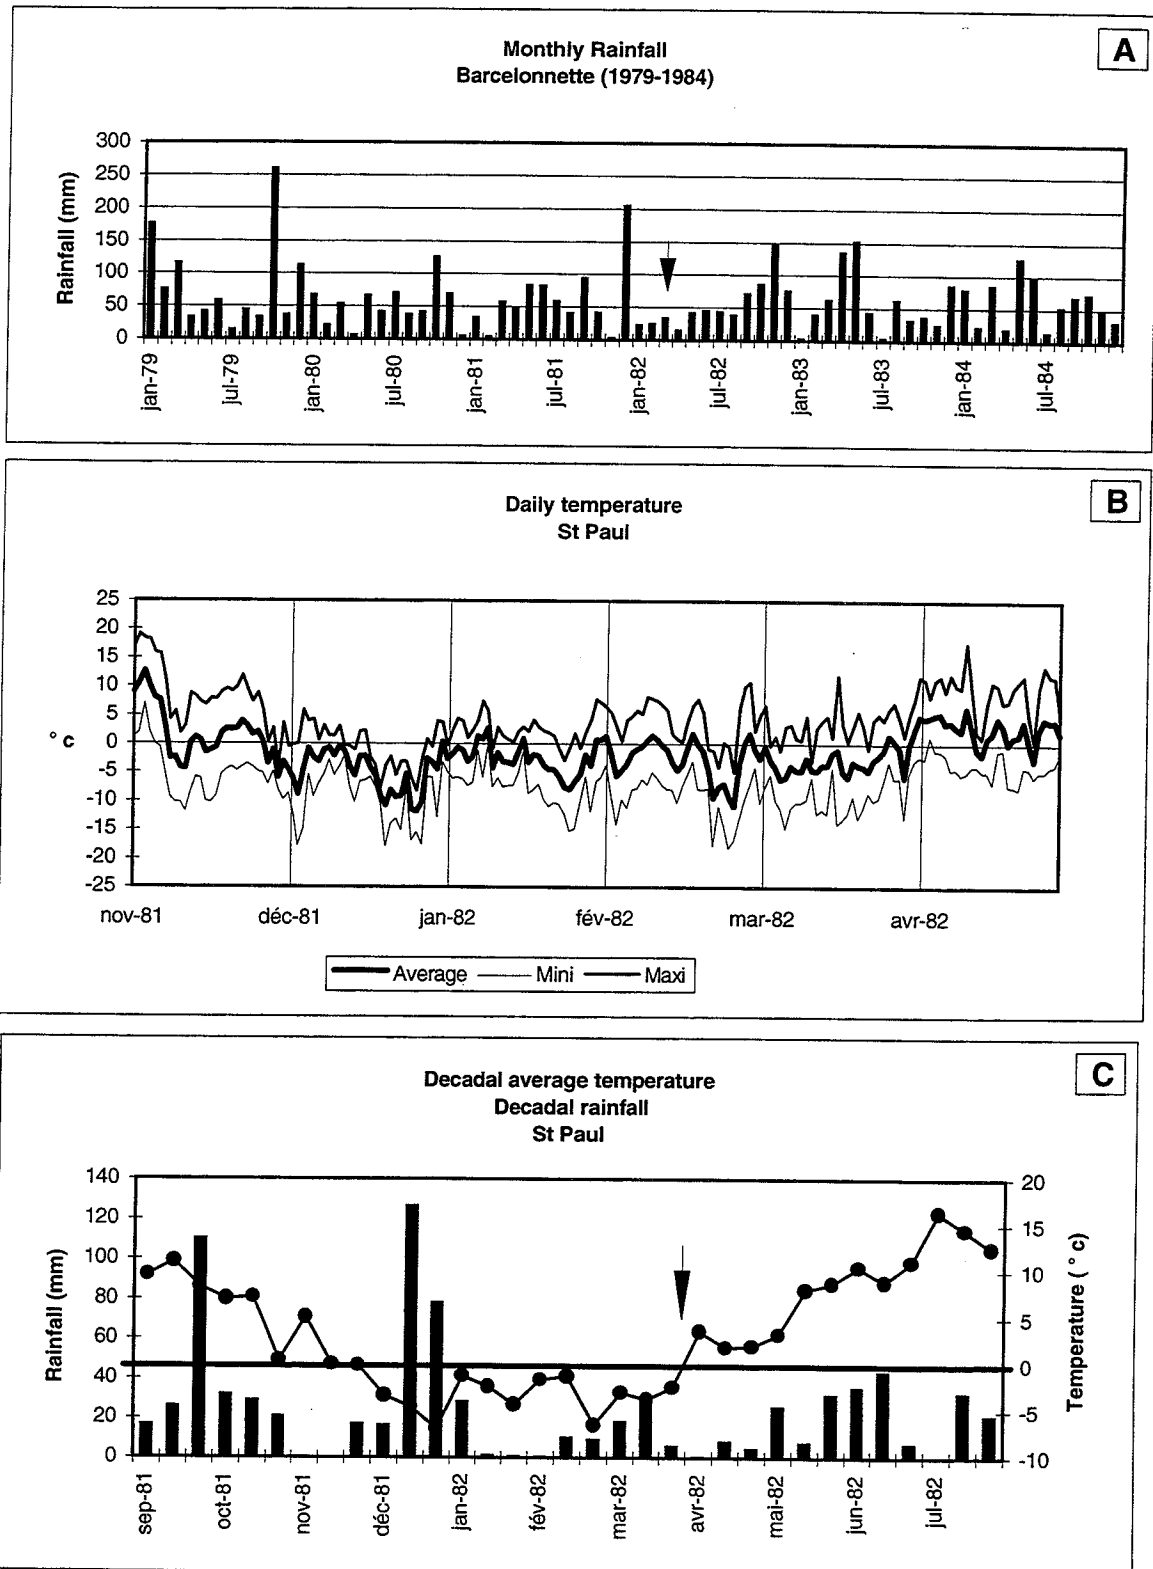 A
Monthly Rainfall
Barcelonnette (1979-1984)
Rainfall (mm)
300
250
200
150
100
50
0
jan-79
jul-79
jan-80
jul-80
jan-81
jul-81
jan-82
jul-82
jan-83
jul-83
jan-84
jul-84
B
Daily temperature
St Paul
° c
25
20
15
10
5
0
-5
-10
-15
-20
-25
nov-81
déc-81
jan-82
fév-82
mar-82
avr-82
Average
Mini
Maxi
C
Decadal average temperature
Decadal rainfall
St Paul
Rainfall (mm)
140
120
100
80
60
40
20
0
20
15
10
5
0
-5
-10
Temperature ( ° c)
sep-81
oct-81
nov-81
déc-81
jan-82
fév-82
mar-82
avr-82
mai-82
jun-82
jul-82